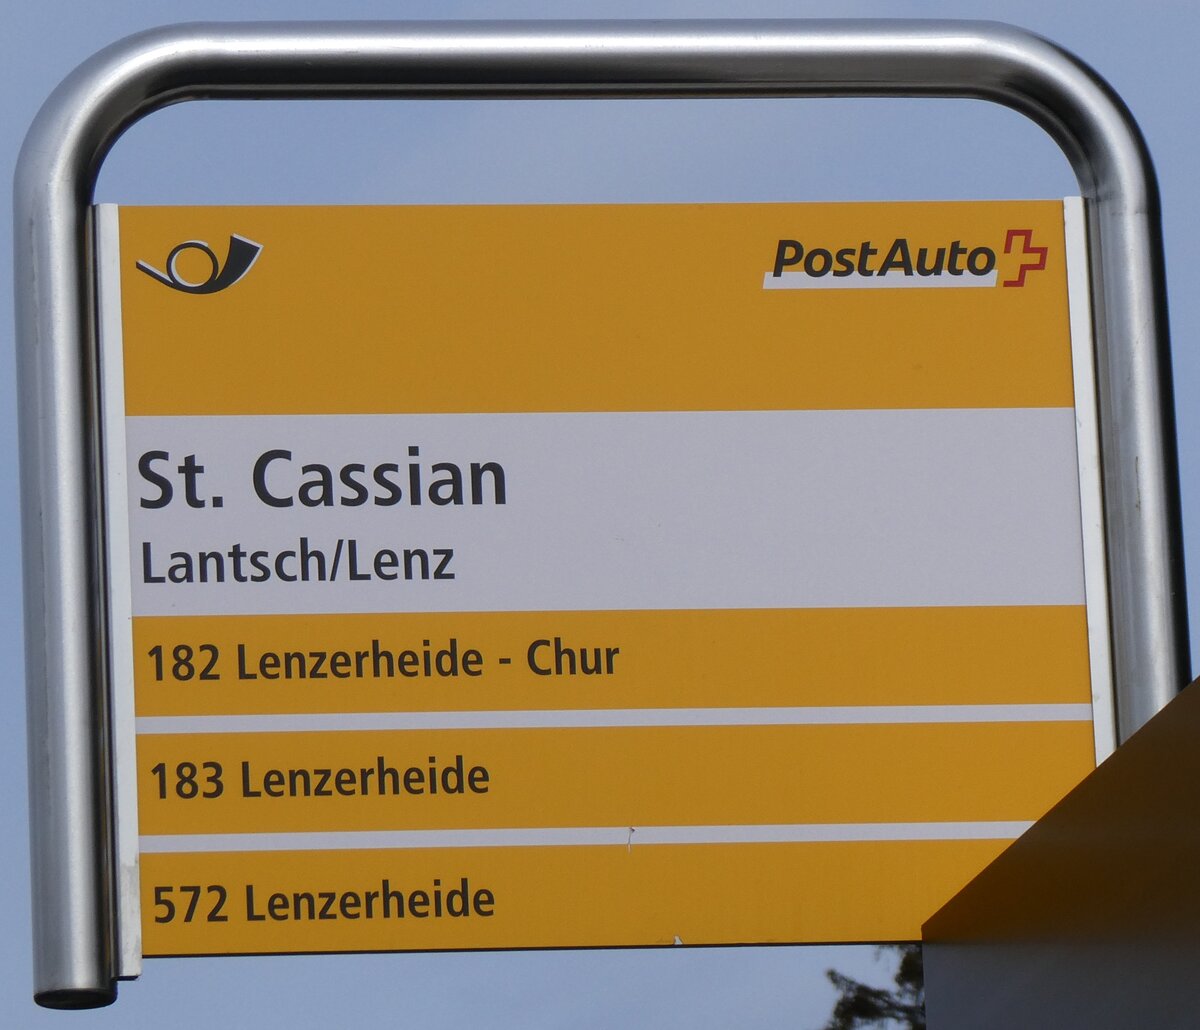 PostAuto
St. Cassian
Lantsch/Lenz
182 Lenzerheide - Chur
183 Lenzerheide
572 Lenzerheide